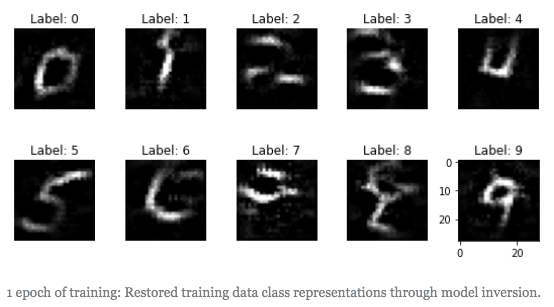 Label: 0 Label: 1 Label: 2 Label: 3 Label: 4
Label: 5 Label: 6 Label: 7 Label: 8 Label: 9
0
10
20
0 20
1 epoch of training: Restored training data class representations through model inversion.